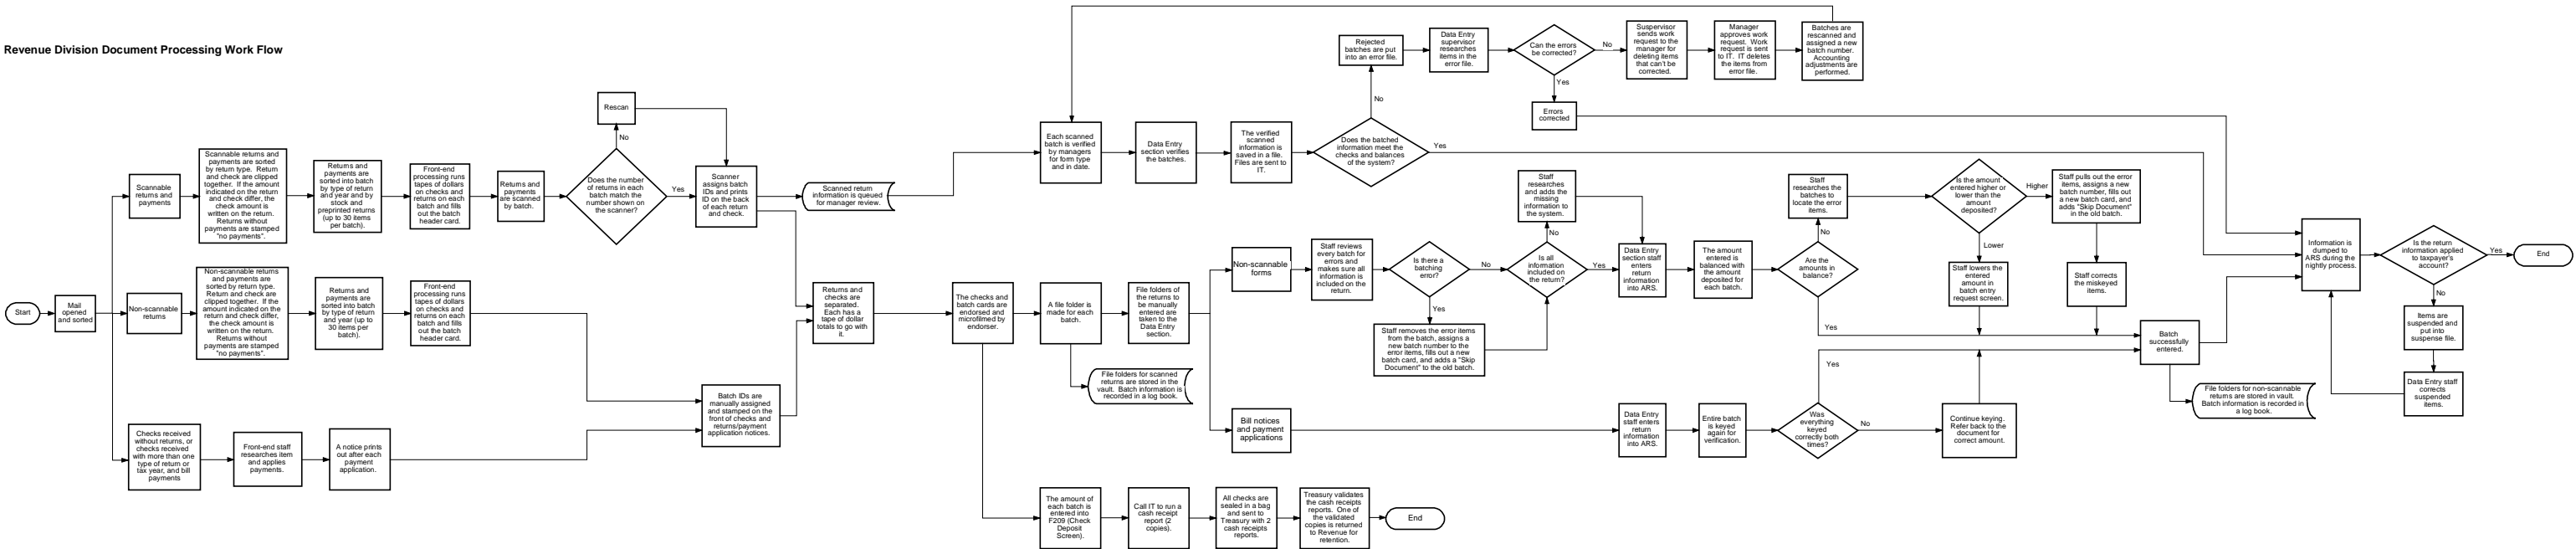 Revenue Division Document Processing Work Flow
Start
Mail
opened
and sorted
Scannable
returns and
payments
Scannable returns and
payments are sorted
by return type. Return
and check are clipped
together. If the amount
indicated on the return
and check differ, the
check amount is
written on the return.
Returns without
payments are stamped
"no payments".
Returns and
payments are
sorted into batch
by type of return
and year and by
stock and
preprinted returns
(up to 30 items
per batch).
Front-end
processing runs
tapes of dollars
on checks and
returns on each
batch and fills
out the batch
header card.
Returns and
payments
are scanned
by batch.
Does the number
of returns in each
batch match the
number shown on
the scanner?
No
Rescan
Yes
Scanner
assigns batch
IDs and prints
ID on the back
of each return
and check.
Scanned return
information is queued
for manager review.
Each scanned
batch is verified
by managers
for form type
and in date.
Data Entry
section verifies
the batches.
The verified
scanned
information is
saved in a file.
Files are sent to
IT.
Does the batched
information meet the
checks and balances
of the system?
Yes
No
Rejected
batches are put
into an error file.
Data Entry
supervisor
researches
items in the
error file.
Can the errors
be corrected?
No
Yes
Errors
corrected
Suspervisor
sends work
request to the
manager for
deleting items
that can't be
corrected.
Manager
approves work
request. Work
request is sent
to IT. IT deletes
the items from
error file.
Batches are
rescanned and
assigned a new
batch number.
Accounting
adjustments are
performed.
Non-scannable
returns
Non-scannable returns
and payments are
sorted by return type.
Return and check are
clipped together. If the
amount indicated on the
return and check differ,
the check amount is
written on the return.
Returns without
payments are stamped
"no payments".
Returns and
payments are
sorted into batch
by type of return
and year (up to
30 items per
batch).
Front-end
processing runs
tapes of dollars
on checks and
returns on each
batch and fills
out the batch
header card.
Checks received
without returns, or
checks received
with more than one
type of return or
tax year, and bill
payments
Front-end staff
researches item
and applies
payments.
A notice prints
out after each
payment
application.
Batch IDs are
manually assigned
and stamped on the
front of checks and
returns/payment
application notices.
Returns and
checks are
separated.
Each has a
tape of dollar
totals to go with
it.
The checks and
batch cards are
endorsed and
microfilmed by
endorser.
A file folder is
made for each
batch.
File folders for scanned
returns are stored in the
vault. Batch information is
recorded in a log book.
File folders of
the returns to
be manually
entered are
taken to the
Data Entry
section.
Non-scannable
forms
Staff reviews
every batch for
errors and
makes sure all
information is
included on the
return.
Is there a
batching
error?
No
Yes
Staff removes the error items
from the batch, assigns a
new batch number to the
error items, fills out a new
batch card, and adds a "Skip
Document" to the old batch.
Is all
information
included on
the return?
No
Staff
researches
and adds the
missing
information to
the system.
Yes
Data Entry
section staff
enters
return
information
into ARS.
The amount
entered is
balanced with
the amount
deposited for
each batch.
Are the
amounts in
balance?
No
Staff
researches the
batches to
locate the error
items.
Yes
Is the amount
entered higher or
lower than the
amount
deposited?
Higher
Lower
Staff lowers the
entered
amount in
batch entry
request screen.
Staff pulls out the error
items, assigns a new
batch number, fills out
a new batch card, and
adds "Skip Document"
in the old batch.
Staff corrects
the miskeyed
items.
Bill notices
and payment
applications
Data Entry
staff enters
return
information
into ARS.
Entire batch
is keyed
again for
verification.
Was
everything
keyed
correctly both
times?
Yes
No
Continue keying.
Refer back to the
document for
correct amount.
Batch
successfully
entered.
File folders for non-scannable
returns are stored in vault.
Batch information is recorded in
a log book.
Information is
dumped to
ARS during the
nightly process.
Is the return
information applied
to taxpayer's
account?
Yes
End
No
Items are
suspended and
put into
suspense file.
Data Entry staff
corrects
suspended
items.
The amount of
each batch is
entered into
F209 (Check
Deposit
Screen).
Call IT to run a
cash receipt
report (2
copies).
All checks are
sealed in a bag
and sent to
Treasury with 2
cash receipts
reports.
Treasury validates
the cash receipts
reports. One of
the validated
copies is returned
to Revenue for
retention.
End